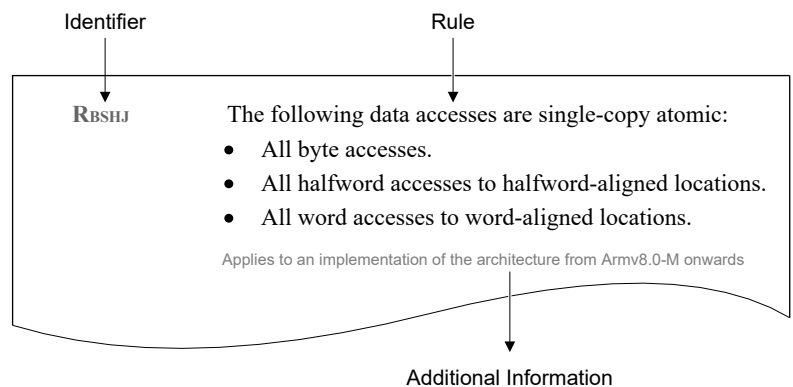 Identifier Rule
RBSHJ The following data accesses are single-copy atomic:
• All byte accesses.
• All halfword accesses to halfword-aligned locations.
• All word accesses to word-aligned locations.
Applies to an implementation of the architecture from Armv8.0-M onwards
Additional Information